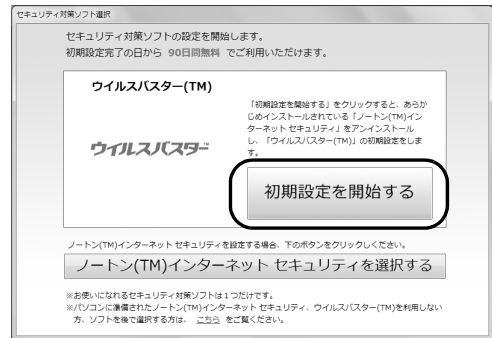 セキュリティ対策ソフト選択
セキュリティ対策ソフトの設定を開始します。
初期設定完了の日から 90日間無料 でご利用いただけます。
ウイルスバスター(TM)
ウイルスバスター™
「初期設定を開始する」をクリックすると、あらか
じめインストールされている「ノートン(TM)イン
ターネット セキュリティ」をアンインストール
し、「ウイルスバスター(TM)」の初期設定をしま
す。
初期設定を開始する
ノートン(TM)インターネット セキュリティを設定する場合、下のボタンをクリックしください。
ノートン(TM)インターネット セキュリティを選択する
※お使いになれるセキュリティ対策ソフトは１つだけです。
※パソコンに準備されたノートン(TM)インターネット セキュリティ、ウイルスバスター(TM)を利用しない
方、ソフトを後で選択する方は、 こちら をご覧ください。